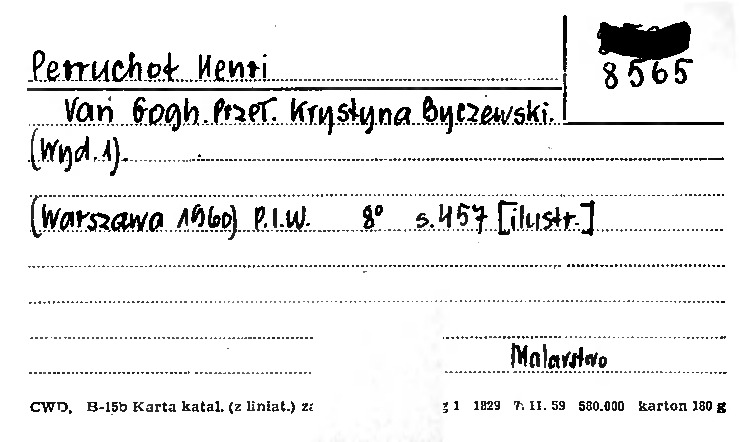 8565
Perruchot Henri
Van Gogh. Przeł. Krystyna Byczewski.
(Wyd. 1).
(Warszawa 1960) P.I.W. 8° s. 457 [ilustr.]
Malarstwo
CWD, B-15b Karta katal. (z liniat.) 1 1829 7. II. 59 580.000 karton 180 g